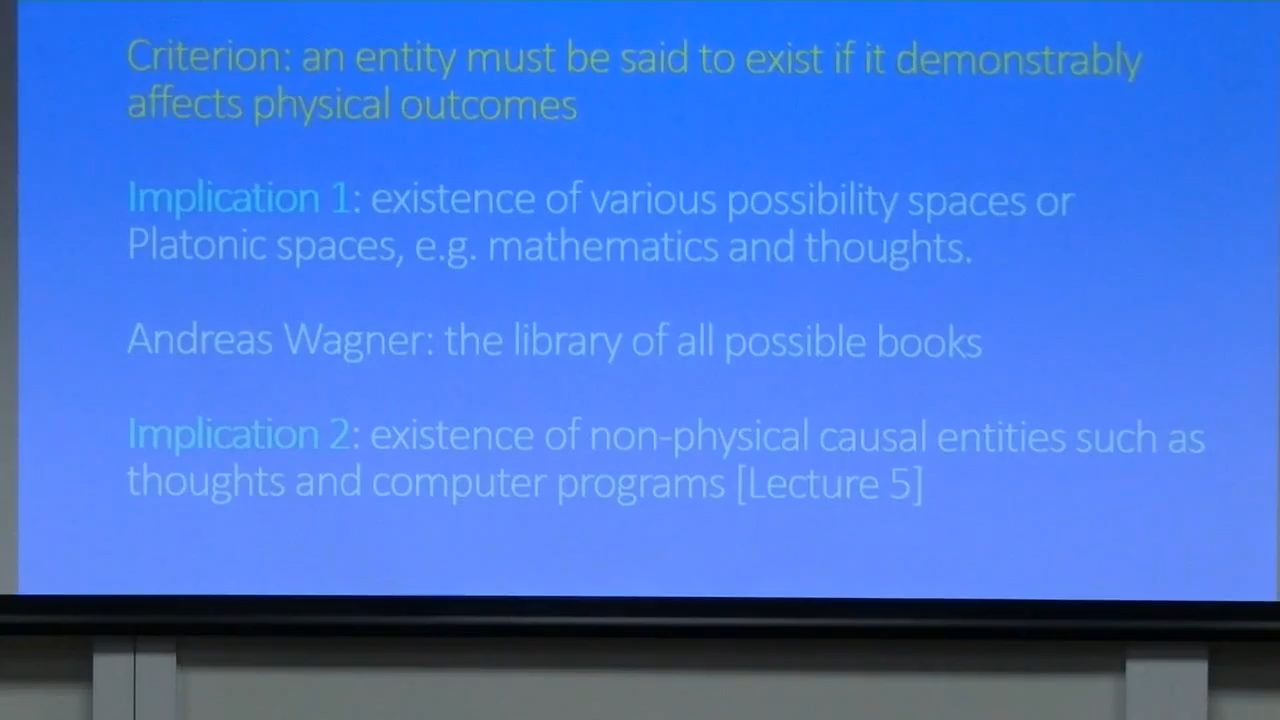 Criterion: an entity must be said to exist if it demonstrably
affects physical outcomes
Implication 1: existence of various possibility spaces or
Platonic spaces, e.g. mathematics and thoughts.
Andreas Wagner: the library of all possible books
Implication 2: existence of non-physical causal entities such as
thoughts and computer programs [Lecture 5]